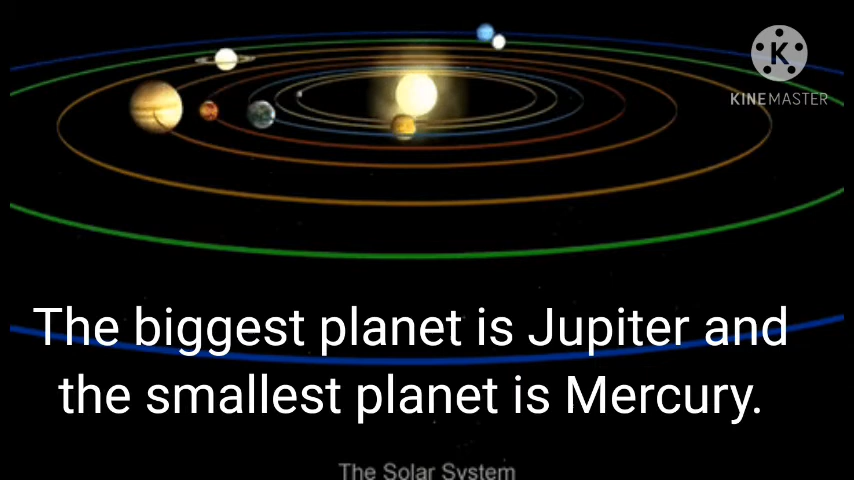 KINEMASTER
The biggest planet is Jupiter and
the smallest planet is Mercury.
The Solar System